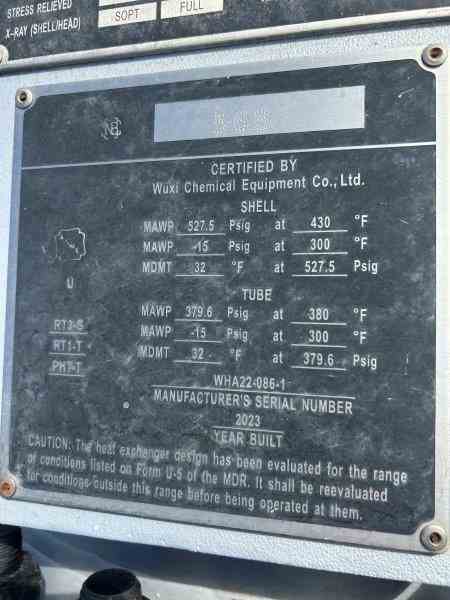 STRESS RELIEVED
X-RAY (SHELL/HEAD) SOPT FULL
NB
CERTIFIED BY
Wuxi Chemical Equipment Co., Ltd.
SHELL
MAWP 527.5 Psig at 430 °F
MAWP -15 Psig at 300 °F
MDMT 32 °F at 527.5 Psig
U
TUBE
MAWP 379.6 Psig at 380 °F
RT3-S MAWP -15 Psig at 300 °F
RT1-T MDMT 32 °F at 379.6 Psig
PHT-T
WHA22-086-1
MANUFACTURER'S SERIAL NUMBER
2023
YEAR BUILT
CAUTION: The heat exchanger design has been evaluated for the range
of conditions listed on Form U-5 of the MDR. It shall be reevaluated
for conditions outside this range before being operated at them.